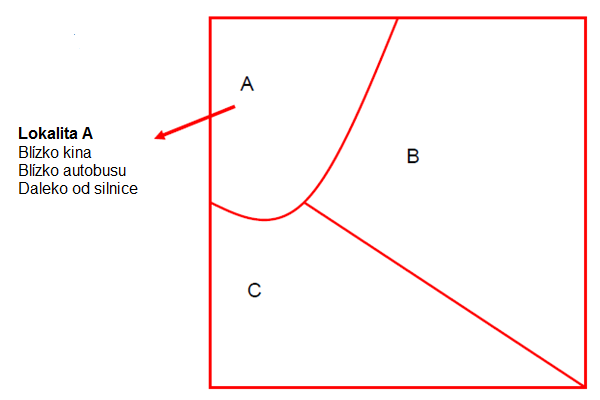 A
Lokalita A
Blízko kina
Blízko autobusu
Daleko od silnice
B
C